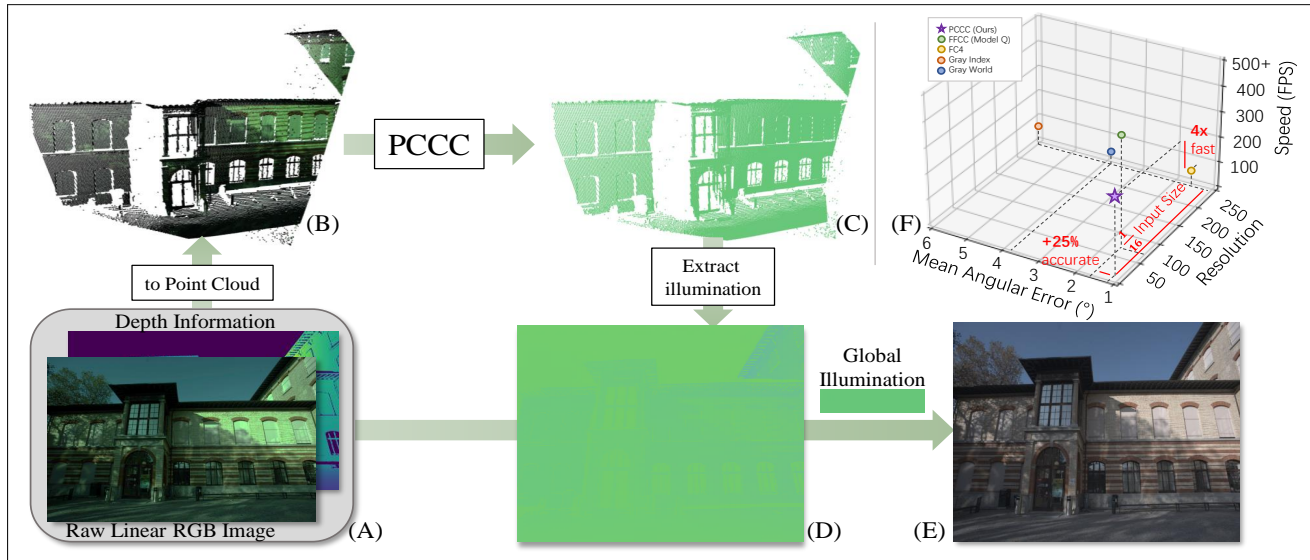 (B)
PCCC
(C)
to Point Cloud
Extract
illumination
Depth Information
Raw Linear RGB Image
(A)
(D)
Global
Illumination
(E)
(F)
PCCC (Ours)
FFCC (Model Q)
FC4
Gray Index
Gray World
500+
400
300
200
100
Speed (FPS)
4x
fast
1
16
Input Size
+25%
accurate
250
200
150
100
50
Resolution
6
5
4
3
2
1
Mean Angular Error (°)